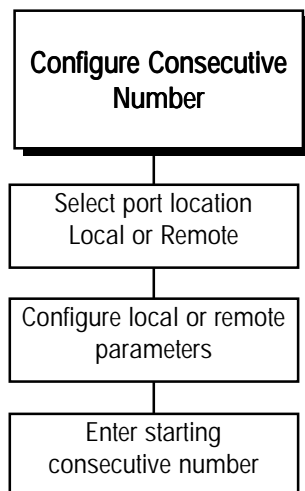 Configure Consecutive
Number
Select port location
Local or Remote
Configure local or remote
parameters
Enter starting
consecutive number